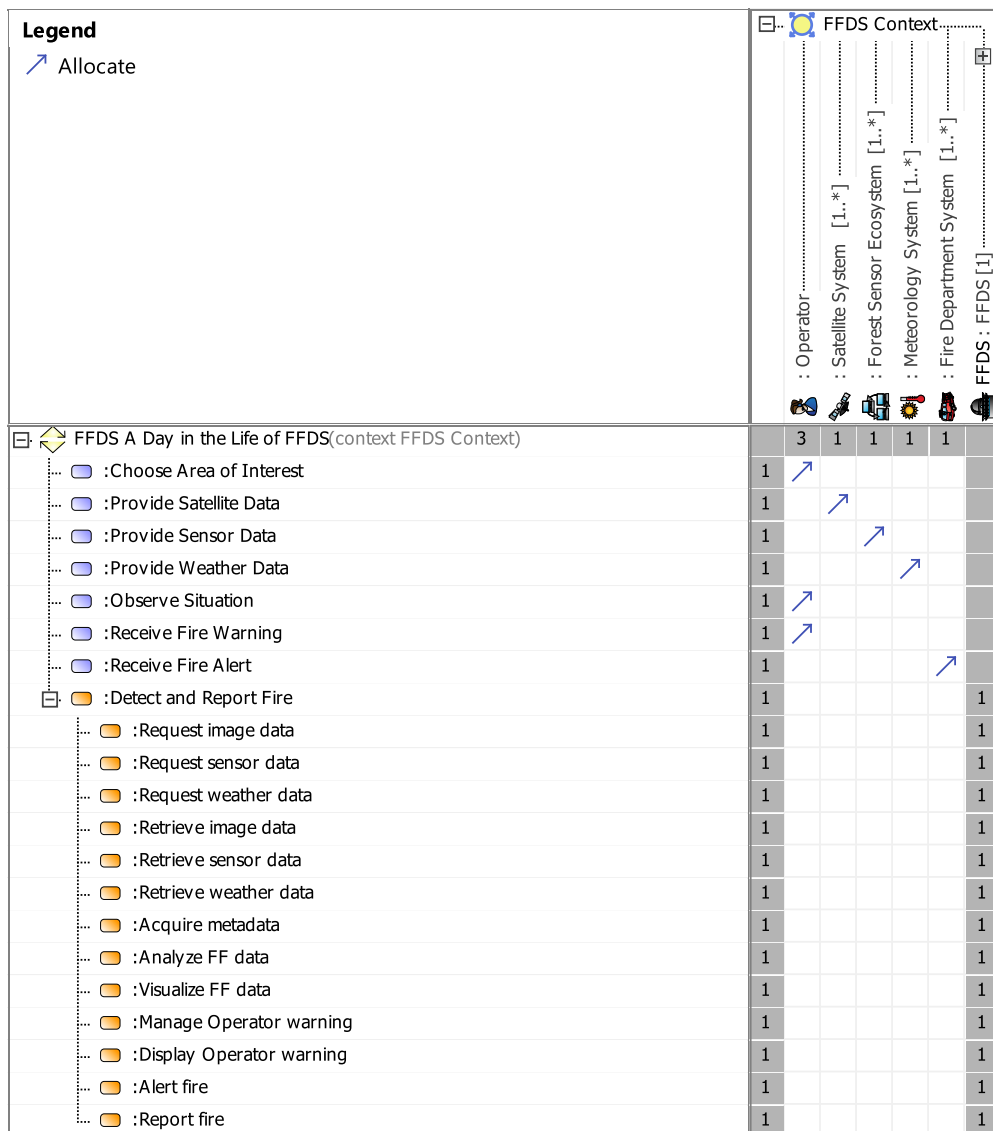 Legend
Allocate
FFDS Context
: Operator
: Satellite System [1..*]
: Forest Sensor Ecosystem [1..*]
: Meteorology System [1..*]
: Fire Department System [1..*]
FFDS : FFDS [1]
FFDS A Day in the Life of FFDS(context FFDS Context) 3 1 1 1 1
:Choose Area of Interest 1
:Provide Satellite Data 1
:Provide Sensor Data 1
:Provide Weather Data 1
:Observe Situation 1
:Receive Fire Warning 1
:Receive Fire Alert 1
:Detect and Report Fire 1 1
:Request image data 1 1
:Request sensor data 1 1
:Request weather data 1 1
:Retrieve image data 1 1
:Retrieve sensor data 1 1
:Retrieve weather data 1 1
:Acquire metadata 1 1
:Analyze FF data 1 1
:Visualize FF data 1 1
:Manage Operator warning 1 1
:Display Operator warning 1 1
:Alert fire 1 1
:Report fire 1 1